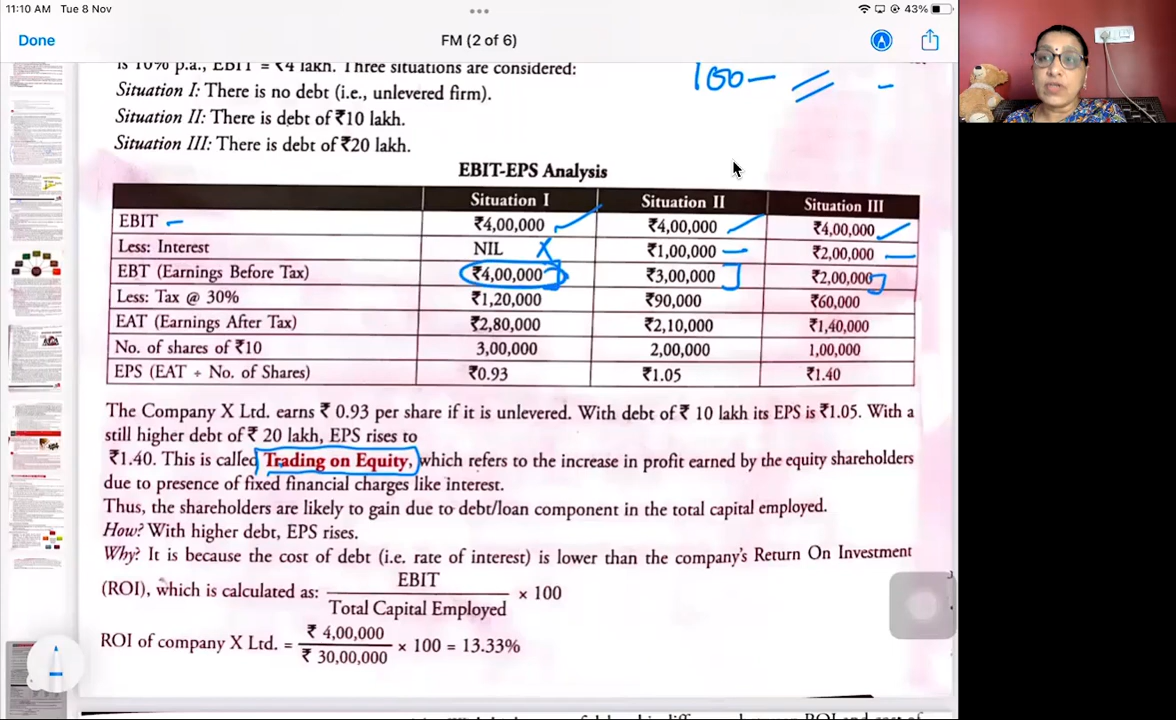 11:10 AM Tue 8 Nov
43%
Done
FM (2 of 6)
is 10% p.a., EBIT = ₹4 lakh. Three situations are considered:
100
Situation I: There is no debt (i.e., unlevered firm).
Situation II: There is debt of ₹10 lakh.
Situation III: There is debt of ₹20 lakh.
EBIT-EPS Analysis
Situation I Situation II Situation III
EBIT ₹4,00,000 ₹4,00,000 ₹4,00,000
Less: Interest NIL ₹1,00,000 ₹2,00,000
EBT (Earnings Before Tax) ₹4,00,000 ₹3,00,000 ₹2,00,000
Less: Tax @ 30% ₹1,20,000 ₹90,000 ₹60,000
EAT (Earnings After Tax) ₹2,80,000 ₹2,10,000 ₹1,40,000
No. of shares of ₹10 3,00,000 2,00,000 1,00,000
EPS (EAT ÷ No. of Shares) ₹0.93 ₹1.05 ₹1.40
The Company X Ltd. earns ₹ 0.93 per share if it is unlevered. With debt of ₹ 10 lakh its EPS is ₹1.05. With a
still higher debt of ₹ 20 lakh, EPS rises to
₹1.40. This is called Trading on Equity, which refers to the increase in profit earned by the equity shareholders
due to presence of fixed financial charges like interest.
Thus, the shareholders are likely to gain due to debt/loan component in the total capital employed.
How? With higher debt, EPS rises.
Why? It is because the cost of debt (i.e. rate of interest) is lower than the company's Return On Investment
(ROI), which is calculated as: EBIT / Total Capital Employed × 100
ROI of company X Ltd. = ₹ 4,00,000 / ₹ 30,00,000 × 100 = 13.33%